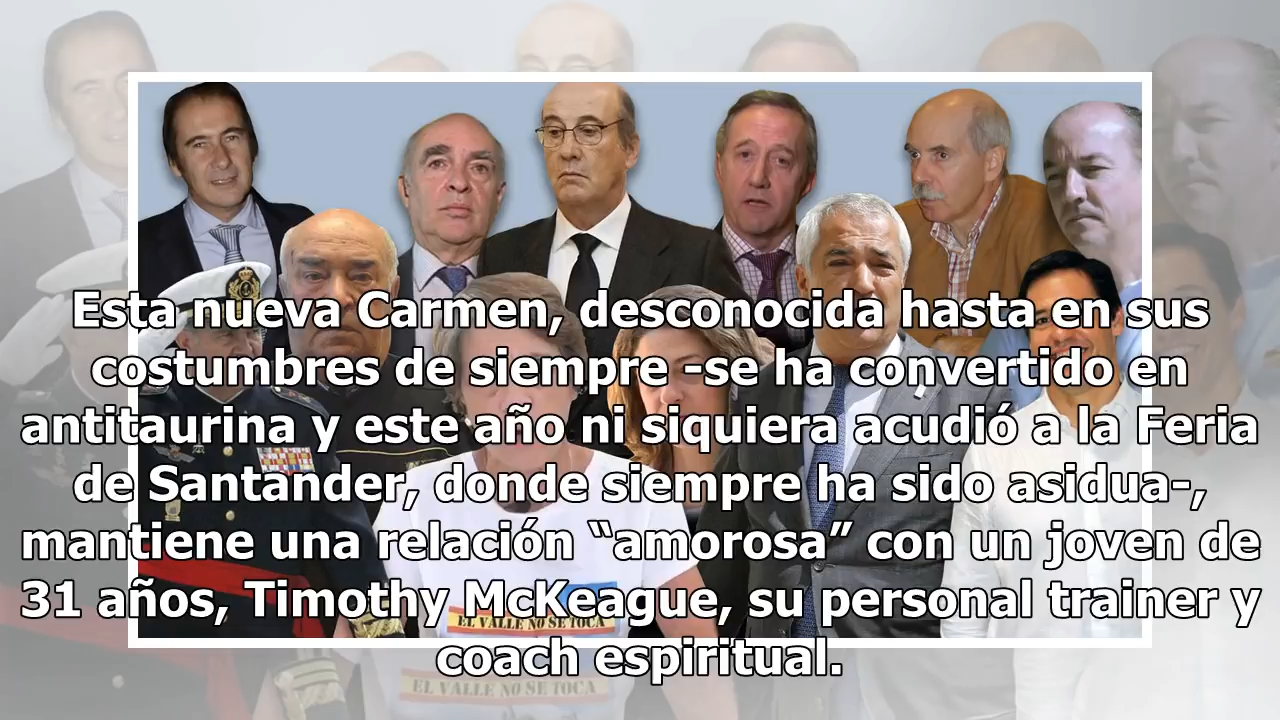 Esta nueva Carmen, desconocida hasta en sus
costumbres de siempre -se ha convertido en
antitaurina y este año ni siquiera acudió a la Feria
de Santander, donde siempre ha sido asidua-,
mantiene una relación “amorosa” con un joven de
31 años, Timothy McKeague, su personal trainer y
coach espiritual.
EL VALLE NO SE TOCA
EL VALLE NO SE TOCA